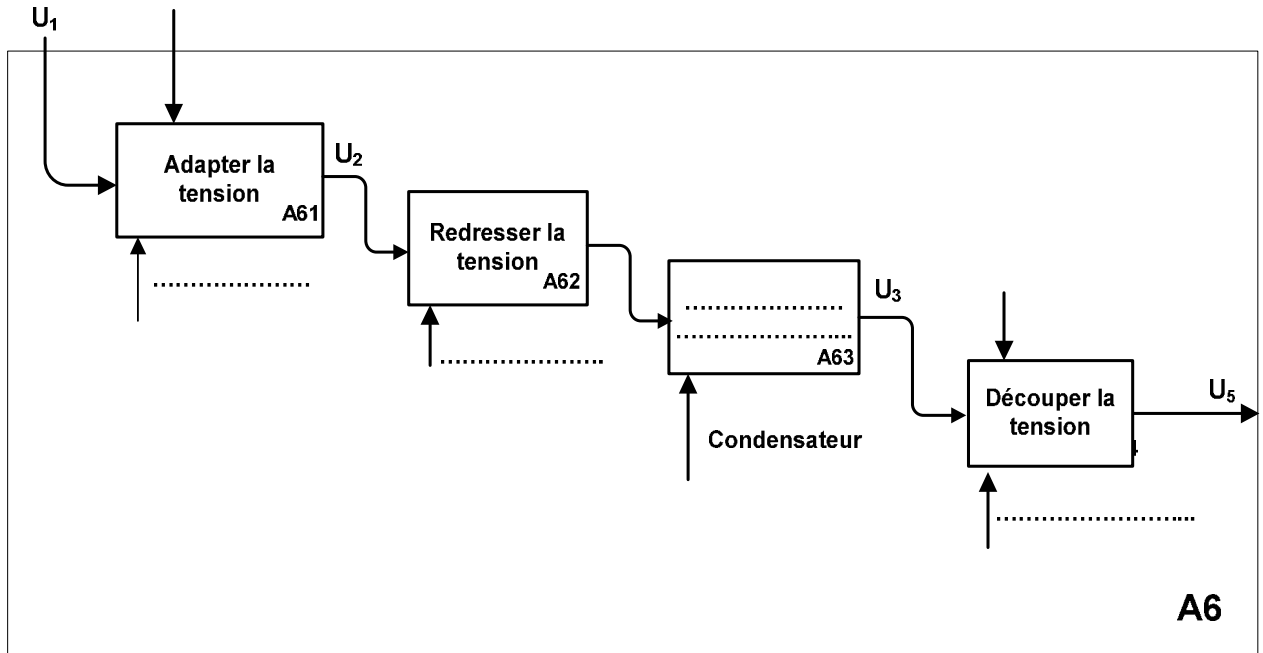 U₁
Adapter la
tension
A61
U₂
....................
Redresser la
tension
A62
....................
....................
....................
A63
U₃
Condensateur
Découper la
tension
U₅
....................
A6